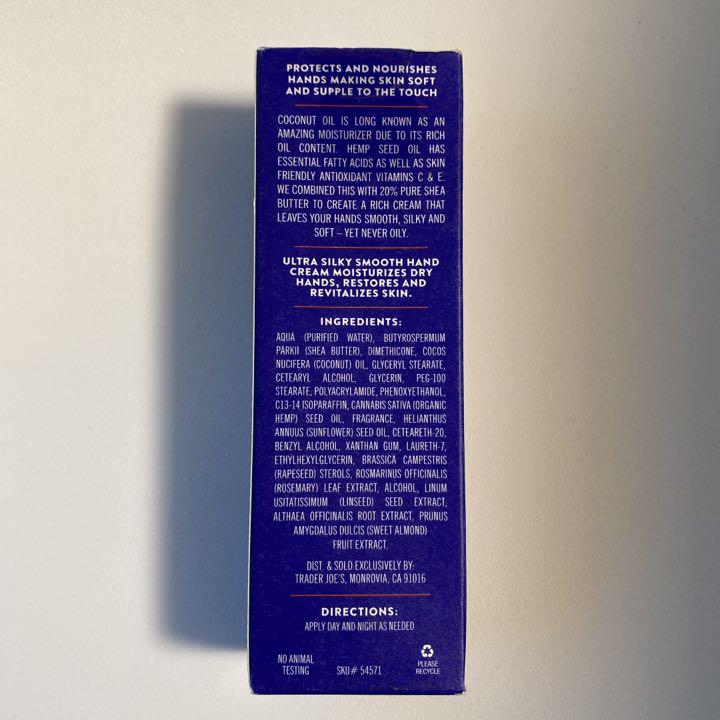 PROTECTS AND NOURISHES
HANDS MAKING SKIN SOFT
AND SUPPLE TO THE TOUCH
COCONUT OIL IS LONG KNOWN AS AN
AMAZING MOISTURIZER DUE TO ITS RICH
OIL CONTENT. HEMP SEED OIL HAS
ESSENTIAL FATTY ACIDS AS WELL AS SKIN
FRIENDLY ANTIOXIDANT VITAMINS C & E.
WE COMBINED THIS WITH 20% PURE SHEA
BUTTER TO CREATE A RICH CREAM THAT
LEAVES YOUR HANDS SMOOTH, SILKY AND
SOFT – YET NEVER OILY.
ULTRA SILKY SMOOTH HAND
CREAM MOISTURIZES DRY
HANDS, RESTORES AND
REVITALIZES SKIN.
INGREDIENTS:
AQUA (PURIFIED WATER), BUTYROSPERMUM
PARKII (SHEA BUTTER), DIMETHICONE, COCOS
NUCIFERA (COCONUT) OIL, GLYCERYL STEARATE,
CETEARYL ALCOHOL, GLYCERIN, PEG-100
STEARATE, POLYACRYLAMIDE, PHENOXYETHANOL,
C13-14 ISOPARAFFIN, CANNABIS SATIVA (ORGANIC
HEMP) SEED OIL, FRAGRANCE, HELIANTHUS
ANNUUS (SUNFLOWER) SEED OIL, CETEARETH-20,
BENZYL ALCOHOL, XANTHAN GUM, LAURETH-7,
ETHYLHEXYLGLYCERIN, BRASSICA CAMPESTRIS
(RAPESEED) STEROLS, ROSMARINUS OFFICINALIS
(ROSEMARY) LEAF EXTRACT, ALCOHOL, LINUM
USITATISSIMUM (LINSEED) SEED EXTRACT,
ALTHAEA OFFICINALIS ROOT EXTRACT, PRUNUS
AMYGDALUS DULCIS (SWEET ALMOND)
FRUIT EXTRACT.
DIST. & SOLD EXCLUSIVELY BY:
TRADER JOE'S, MONROVIA, CA 91016
DIRECTIONS:
APPLY DAY AND NIGHT AS NEEDED
NO ANIMAL
TESTING
SKU# 54571
PLEASE
RECYCLE